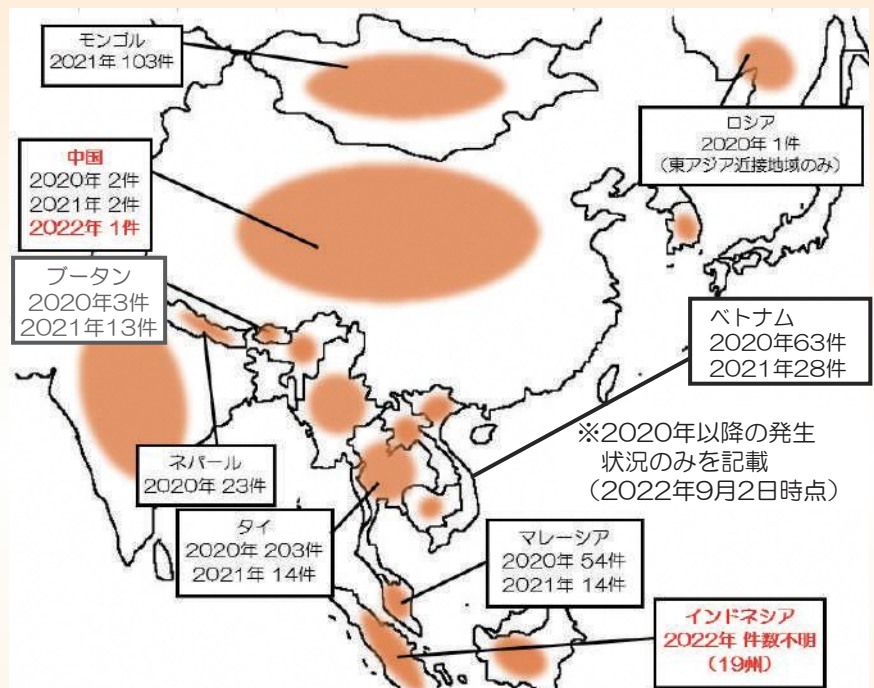 モンゴル
2021年 103件
ロシア
2020年 1件
(東アジア近接地域のみ)
中国
2020年 2件
2021年 2件
2022年 1件
ブータン
2020年3件
2021年13件
ベトナム
2020年63件
2021年28件
※2020年以降の発生
状況のみを記載
（2022年9月2日時点）
ネパール
2020年 23件
タイ
2020年 203件
2021年 14件
マレーシア
2020年 54件
2021年 14件
インドネシア
2022年 件数不明
(19州)